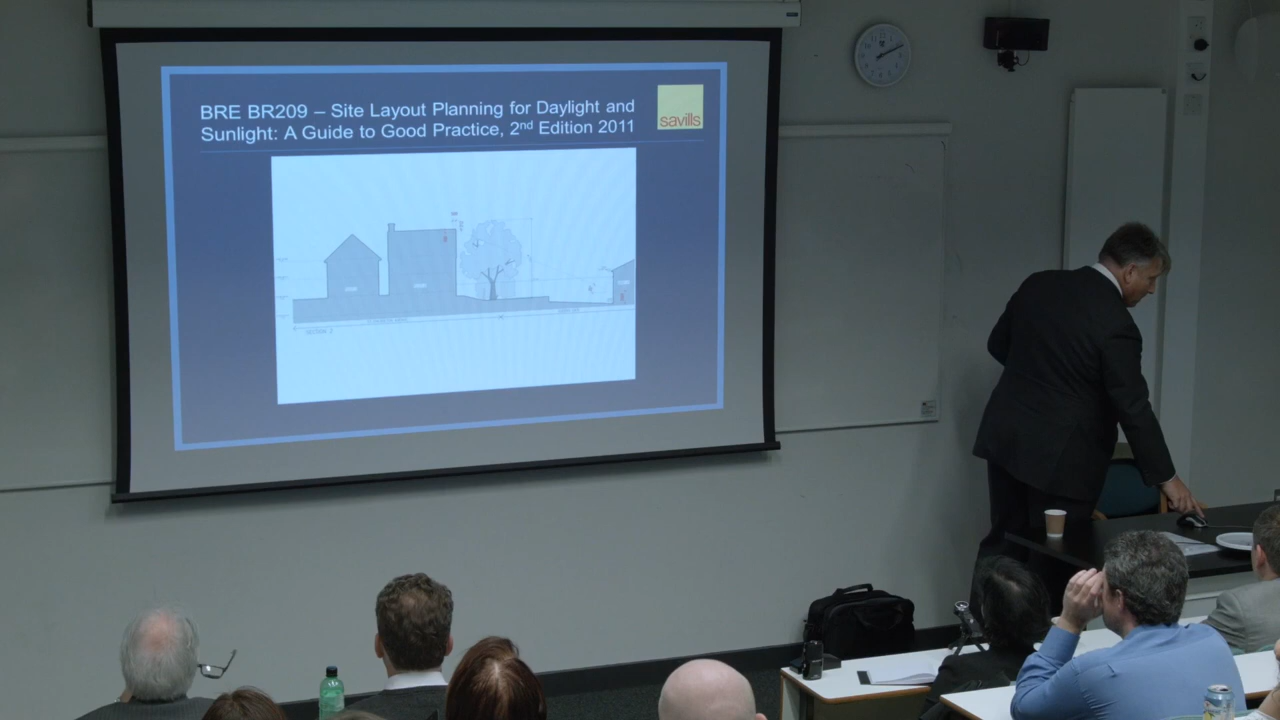 BRE BR209 – Site Layout Planning for Daylight and
Sunlight: A Guide to Good Practice, 2nd Edition 2011
savills